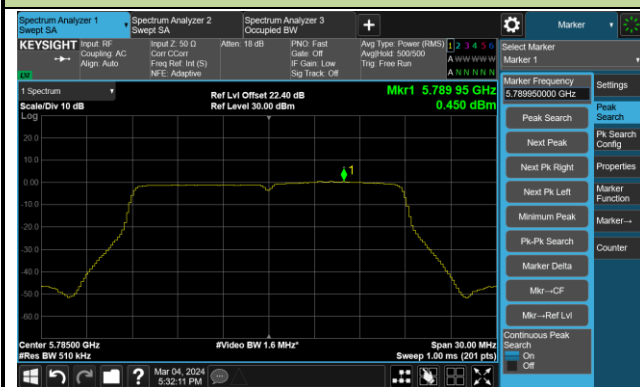 Spectrum Analyzer 1
Swept SA
Spectrum Analyzer 2
Swept SA
Spectrum Analyzer 3
Occupied BW
+
Marker
KEYSIGHT
Input: RF
Coupling: AC
Align: Auto
Input Z: 50 Ω
Corr CCorr
Freq Ref: Int (S)
NFE: Adaptive
Atten: 18 dB
PNO: Fast
Gate: Off
IF Gain: Low
Sig Track: Off
Avg Type: Power (RMS)
Avg|Hold: 500/500
Trig: Free Run
1 2 3 4 5 6
A W W W W W
A N N N N N
Select Marker
Marker 1
1 Spectrum
Scale/Div 10 dB
Log
Ref Lvl Offset 22.40 dB
Ref Level 30.00 dBm
Mkr1 5.789 95 GHz
0.450 dBm
20.0
10.0
0.00
-10.0
-20.0
-30.0
-40.0
-50.0
-60.0
1
Center 5.78500 GHz
#Res BW 510 kHz
#Video BW 1.6 MHz*
Span 30.00 MHz
Sweep 1.00 ms (201 pts)
Marker Frequency
5.789950000 GHz
Peak Search
Next Peak
Next Pk Right
Next Pk Left
Minimum Peak
Pk-Pk Search
Marker Delta
Mkr→CF
Mkr→Ref Lvl
Continuous Peak
Search
On
Off
Settings
Peak
Search
Pk Search
Config
Properties
Marker
Function
Marker→
Counter
?
Mar 04, 2024
5:32:11 PM